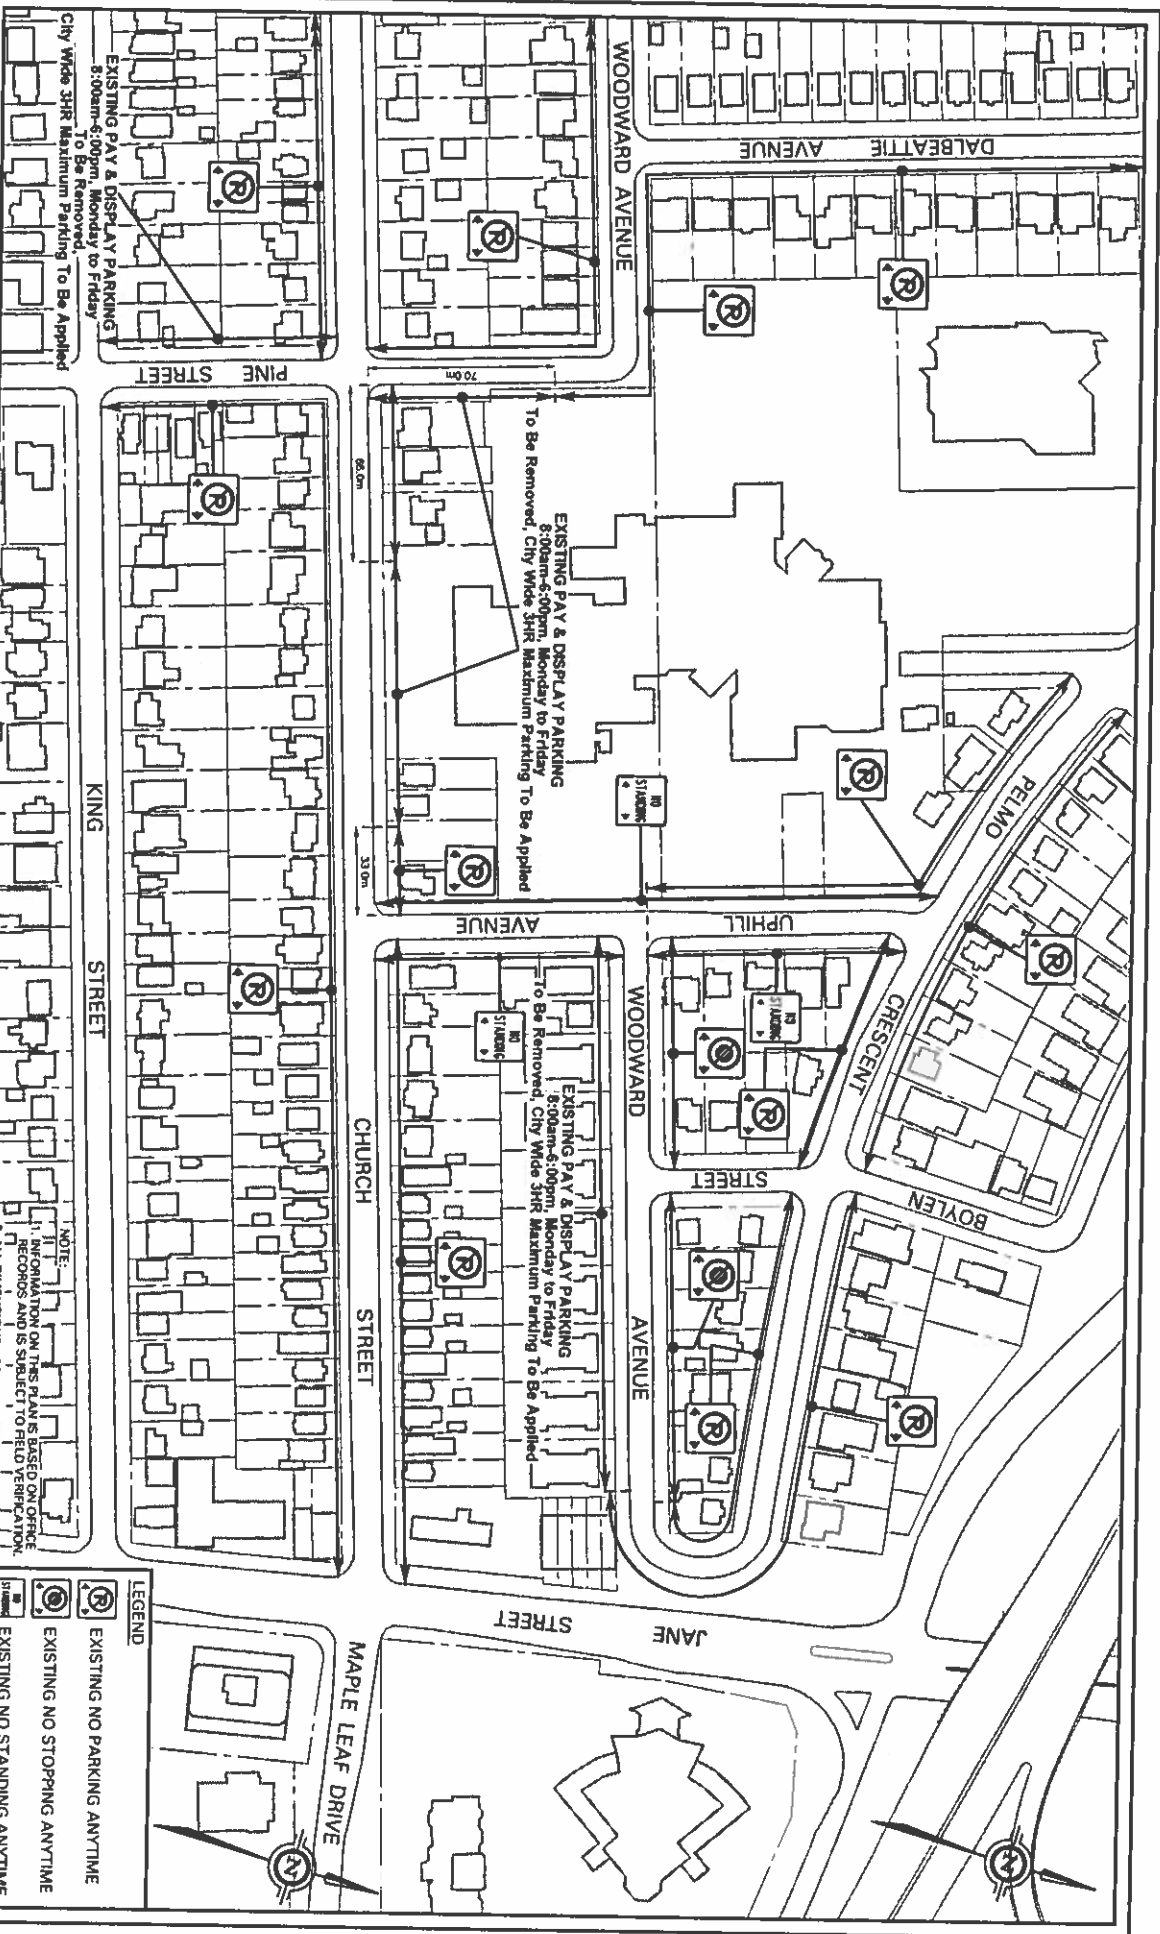 WOODWARD AVENUE
DALBEATTIE
AVENUE
EXISTING PAY & DISPLAY PARKING
8:00am-6:00pm, Monday to Friday
To Be Removed,
City Wide 3HR Maximum Parking To Be Applied
PINE STREET
70.0m
66.0m
EXISTING PAY & DISPLAY PARKING
8:00am-6:00pm, Monday to Friday
To Be Removed, City Wide 3HR Maximum Parking To Be Applied
33.0m
NO
STANDING
PELMO
CRESCENT
UPHILL
AVENUE
WOODWARD
AVENUE
NO
STANDING
NO
STANDING
EXISTING PAY & DISPLAY PARKING
8:00am-6:00pm, Monday to Friday
To Be Removed, City Wide 3HR Maximum Parking To Be Applied
BOYLEN
STREET
KING
STREET
CHURCH
STREET
JANE
STREET
MAPLE LEAF DRIVE
NOTE:
1. INFORMATION ON THIS PLAN IS BASED ON OFFICE
RECORDS AND IS SUBJECT TO FIELD VERIFICATION.
LEGEND
EXISTING NO PARKING ANYTIME
EXISTING NO STOPPING ANYTIME
NO
STANDING
EXISTING NO STANDING ANYTIME
N
N